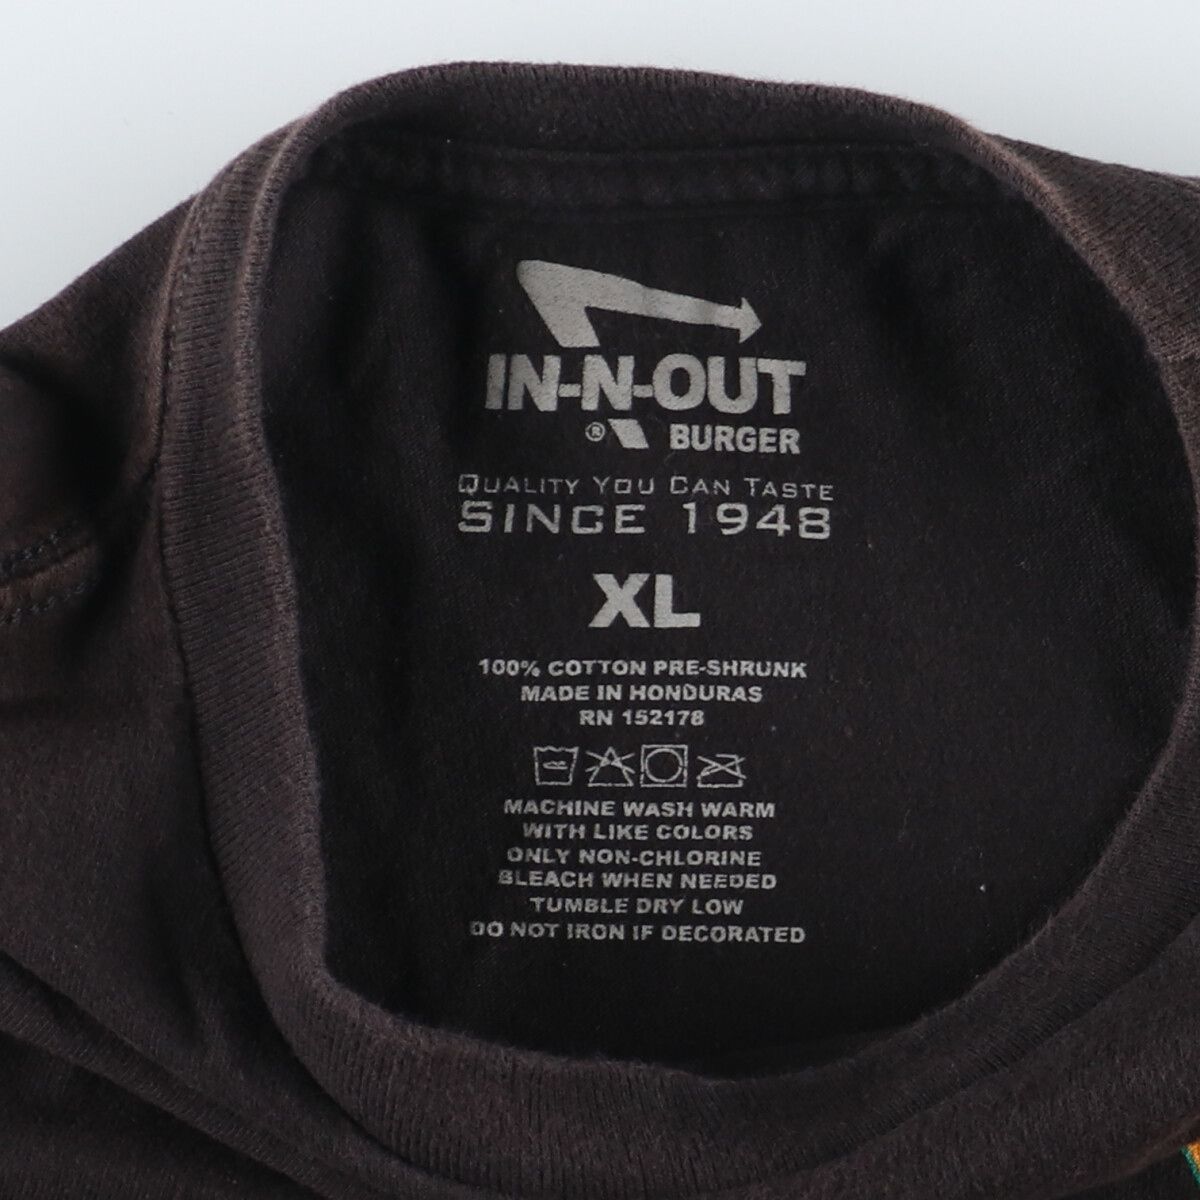 IN-N-OUT
® BURGER
QUALITY YOU CAN TASTE
SINCE 1948
XL
100% COTTON PRE-SHRUNK
MADE IN HONDURAS
RN 152178
MACHINE WASH WARM
WITH LIKE COLORS
ONLY NON-CHLORINE
BLEACH WHEN NEEDED
TUMBLE DRY LOW
DO NOT IRON IF DECORATED